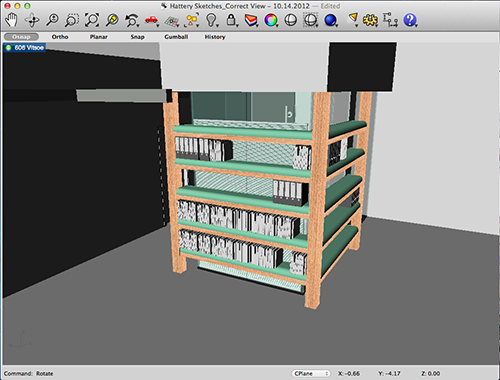 Hattery Sketches_Correct View - 10.14.2012 — Edited
Osnap Ortho Planar Snap Gumball History
606 Vitsoe
Command: Rotate CPlane X: -0.66 Y: -4.17 Z: 0.00